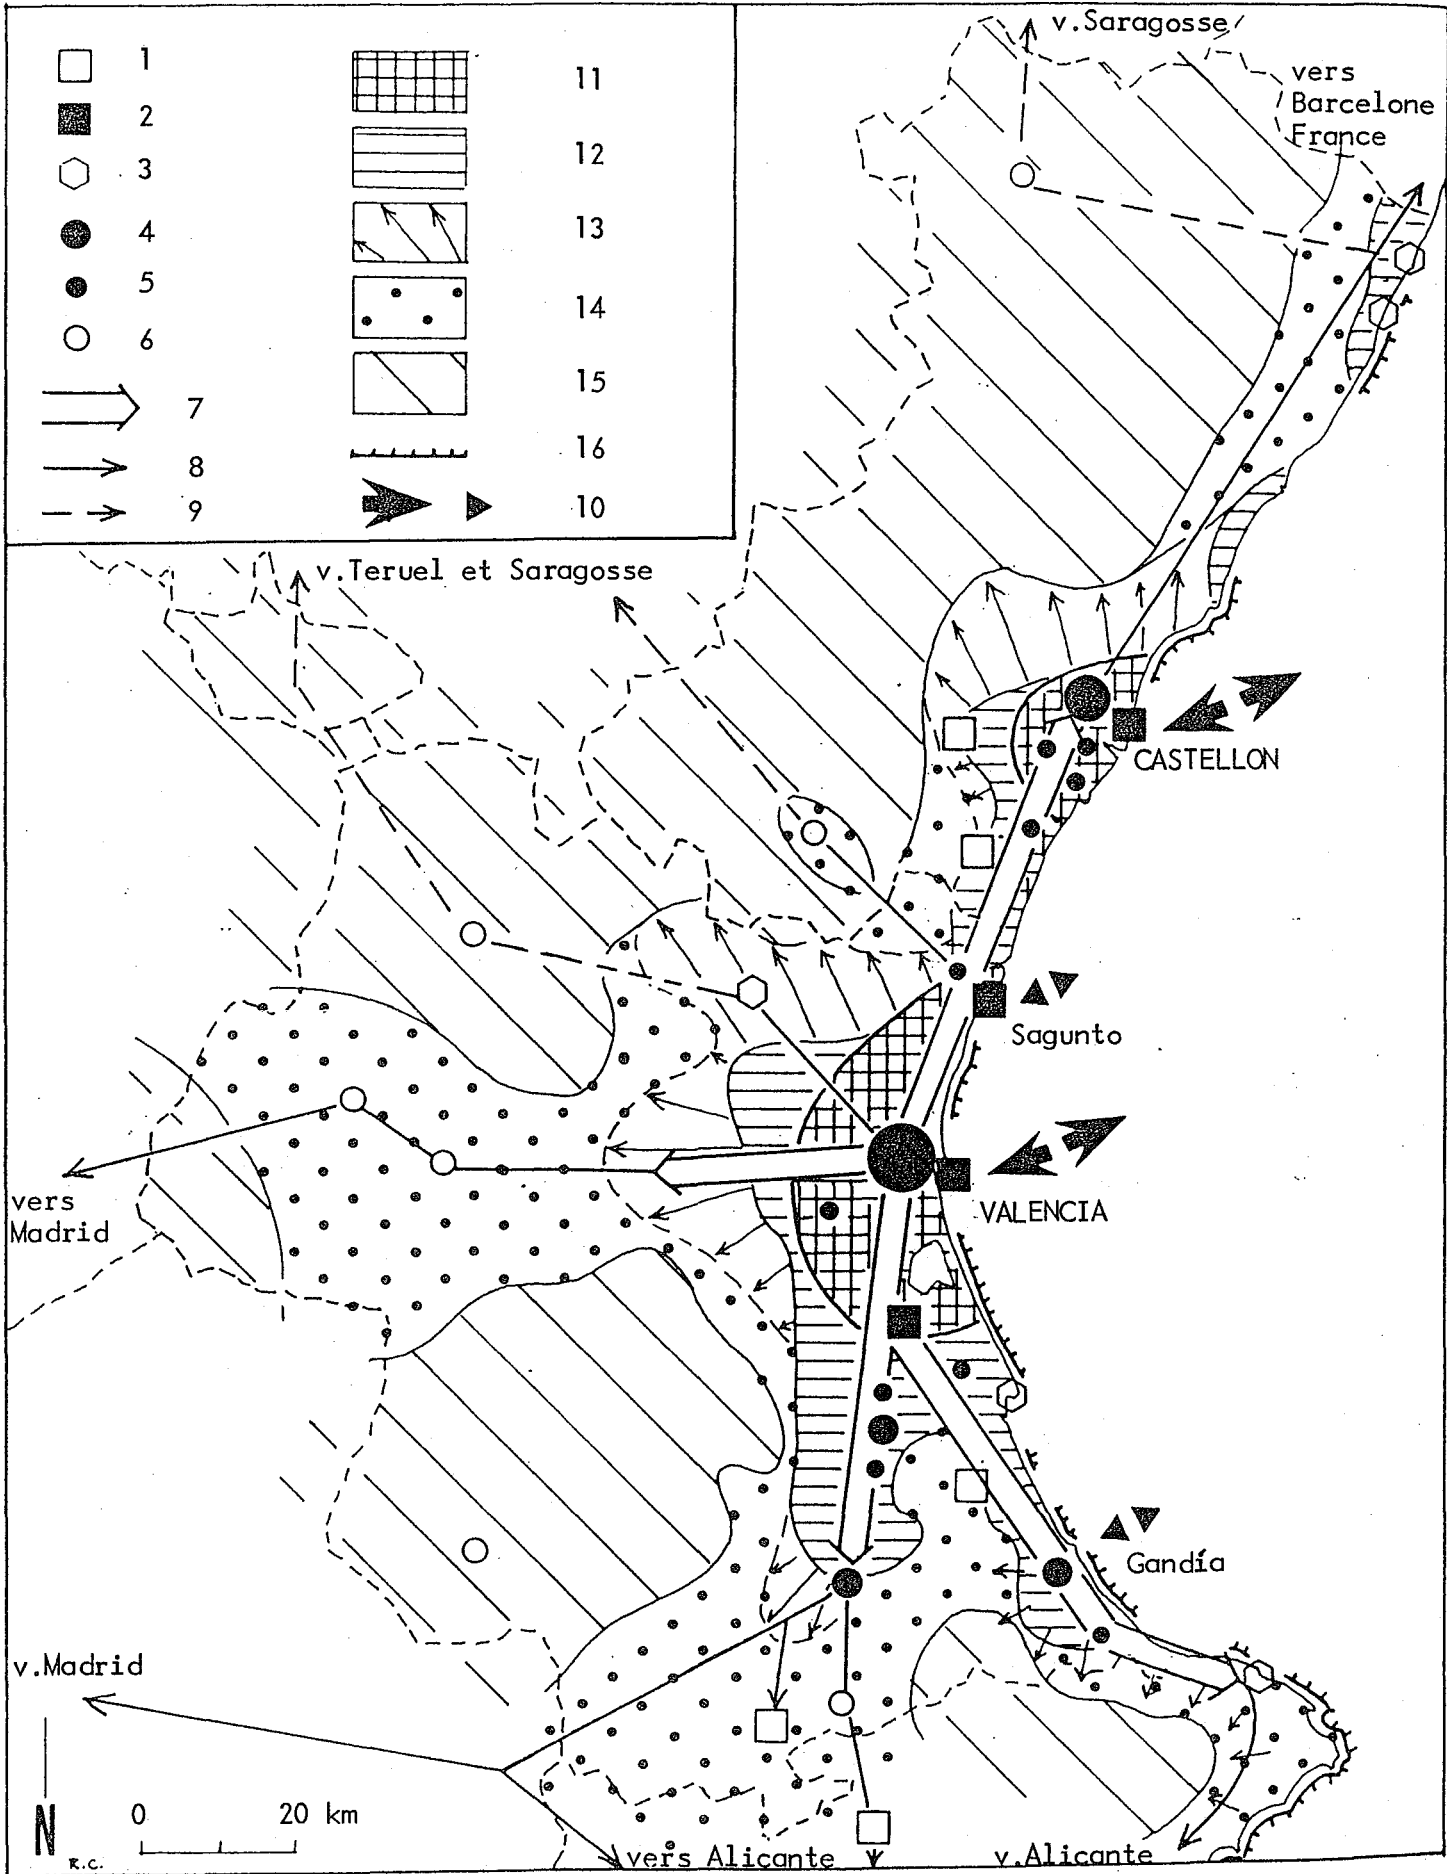 1
2
3
4
5
6
7
8
9
11
12
13
14
15
16
10
v.Saragosse
vers
Barcelone
France
v.Teruel et Saragosse
CASTELLON
Sagunto
vers
Madrid
VALENCIA
Gandía
v.Madrid
N
0 20 km
R.C.
vers Alicante
v.Alicante